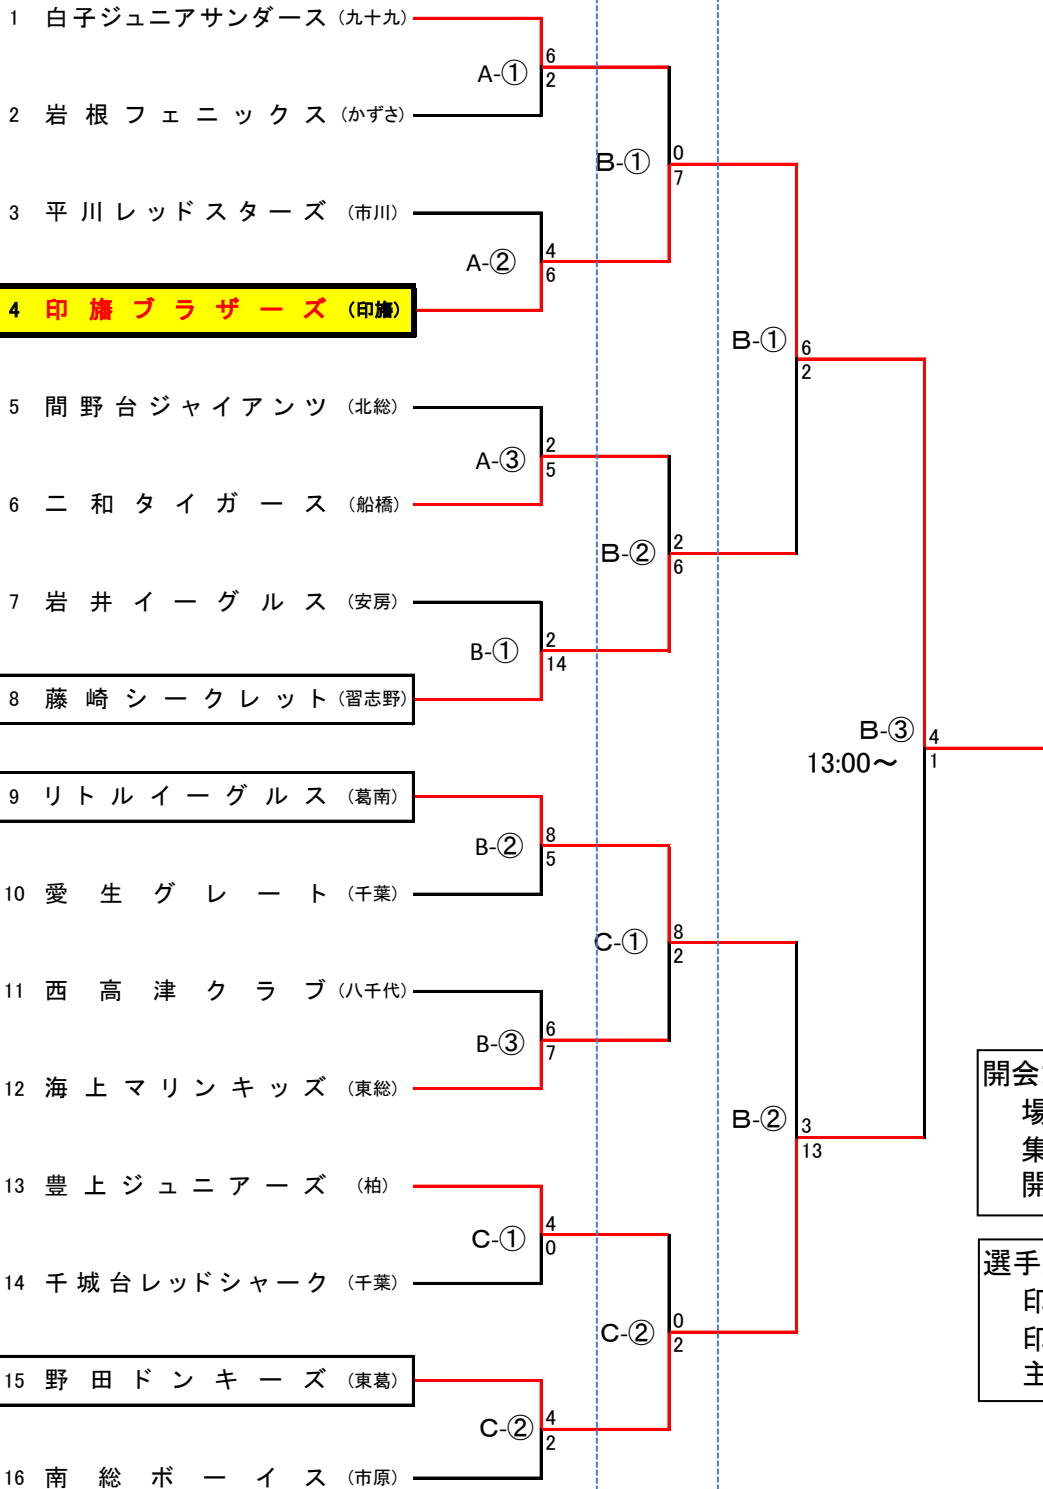 1 白子ジュニアサンダース (九十九)
6
A-①
2
2 岩根フェニックス (かずさ)
B-①
0
7
3 平川レッドスターズ (市川)
A-②
4
6
4 印旛ブラザーズ (印旛)
B-①
6
2
5 間野台ジャイアンツ (北総)
A-③
2
5
6 二和タイガース (船橋)
B-②
2
6
7 岩井イーグルス (安房)
B-①
2
14
8 藤崎シークレット (習志野)
B-③
4
13:00～
1
9 リトルイーグルス (葛南)
B-②
8
5
10 愛生グレート (千葉)
C-①
8
2
11 西高津クラブ (八千代)
B-③
6
7
12 海上マリンキッズ (東総)
B-②
3
13
13 豊上ジュニアーズ (柏)
C-①
4
0
14 千城台レッドシャーク (千葉)
C-②
0
2
15 野田ドンキーズ (東葛)
C-②
4
2
16 南総ボーイス (市原)
開会
場
集
開
選手
印
印
主